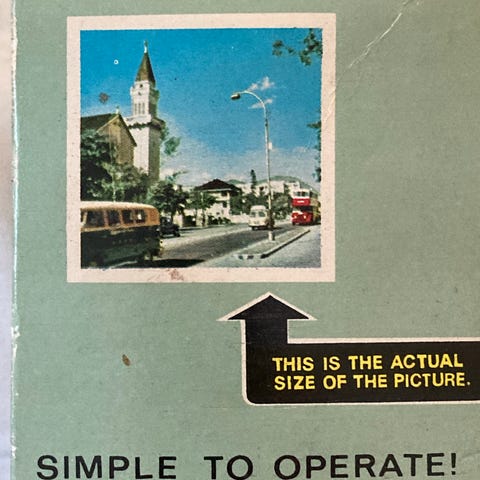 THIS IS THE ACTUAL
SIZE OF THE PICTURE.
SIMPLE TO OPERATE!